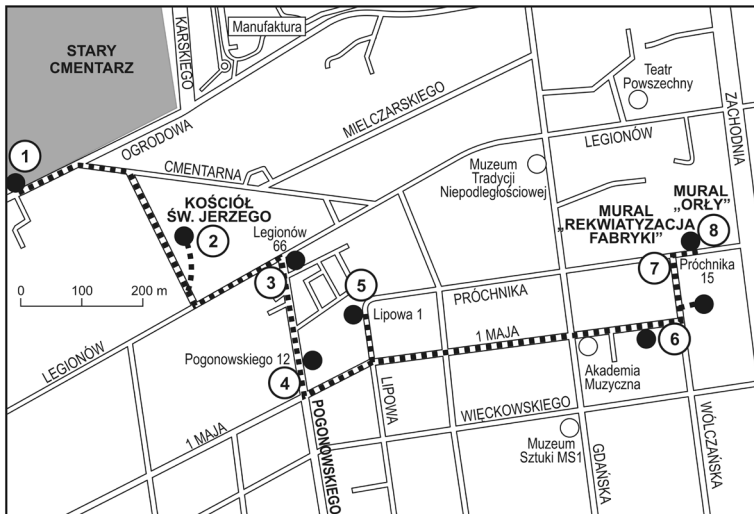 STARY
CMENTARZ
KARSKIEGO
Manufaktura
OGRODOWA
MIELCZARSKIEGO
Teatr
Powszechny
ZACHODNIA
LEGIONÓW
1
CMENTARNA
Muzeum
Tradycji
Niepodległościowej
KOŚCIÓŁ
ŚW. JERZEGO
2
Legionów
66
3
MURAL
„REKWIATYZACJA
FABRYKI”
MURAL
„ORŁY”
8
7
Próchnika
15
0 100 200 m
5
PRÓCHNIKA
Lipowa 1
1 MAJA
6
LEGIONÓW
Pogonowskiego 12
4
Akademia
Muzyczna
LIPOWA
WIĘCKOWSKIEGO
1 MAJA
POGONOWSKIEGO
Muzeum
Sztuki MS1
GDAŃSKA
WÓLCZAŃSKA